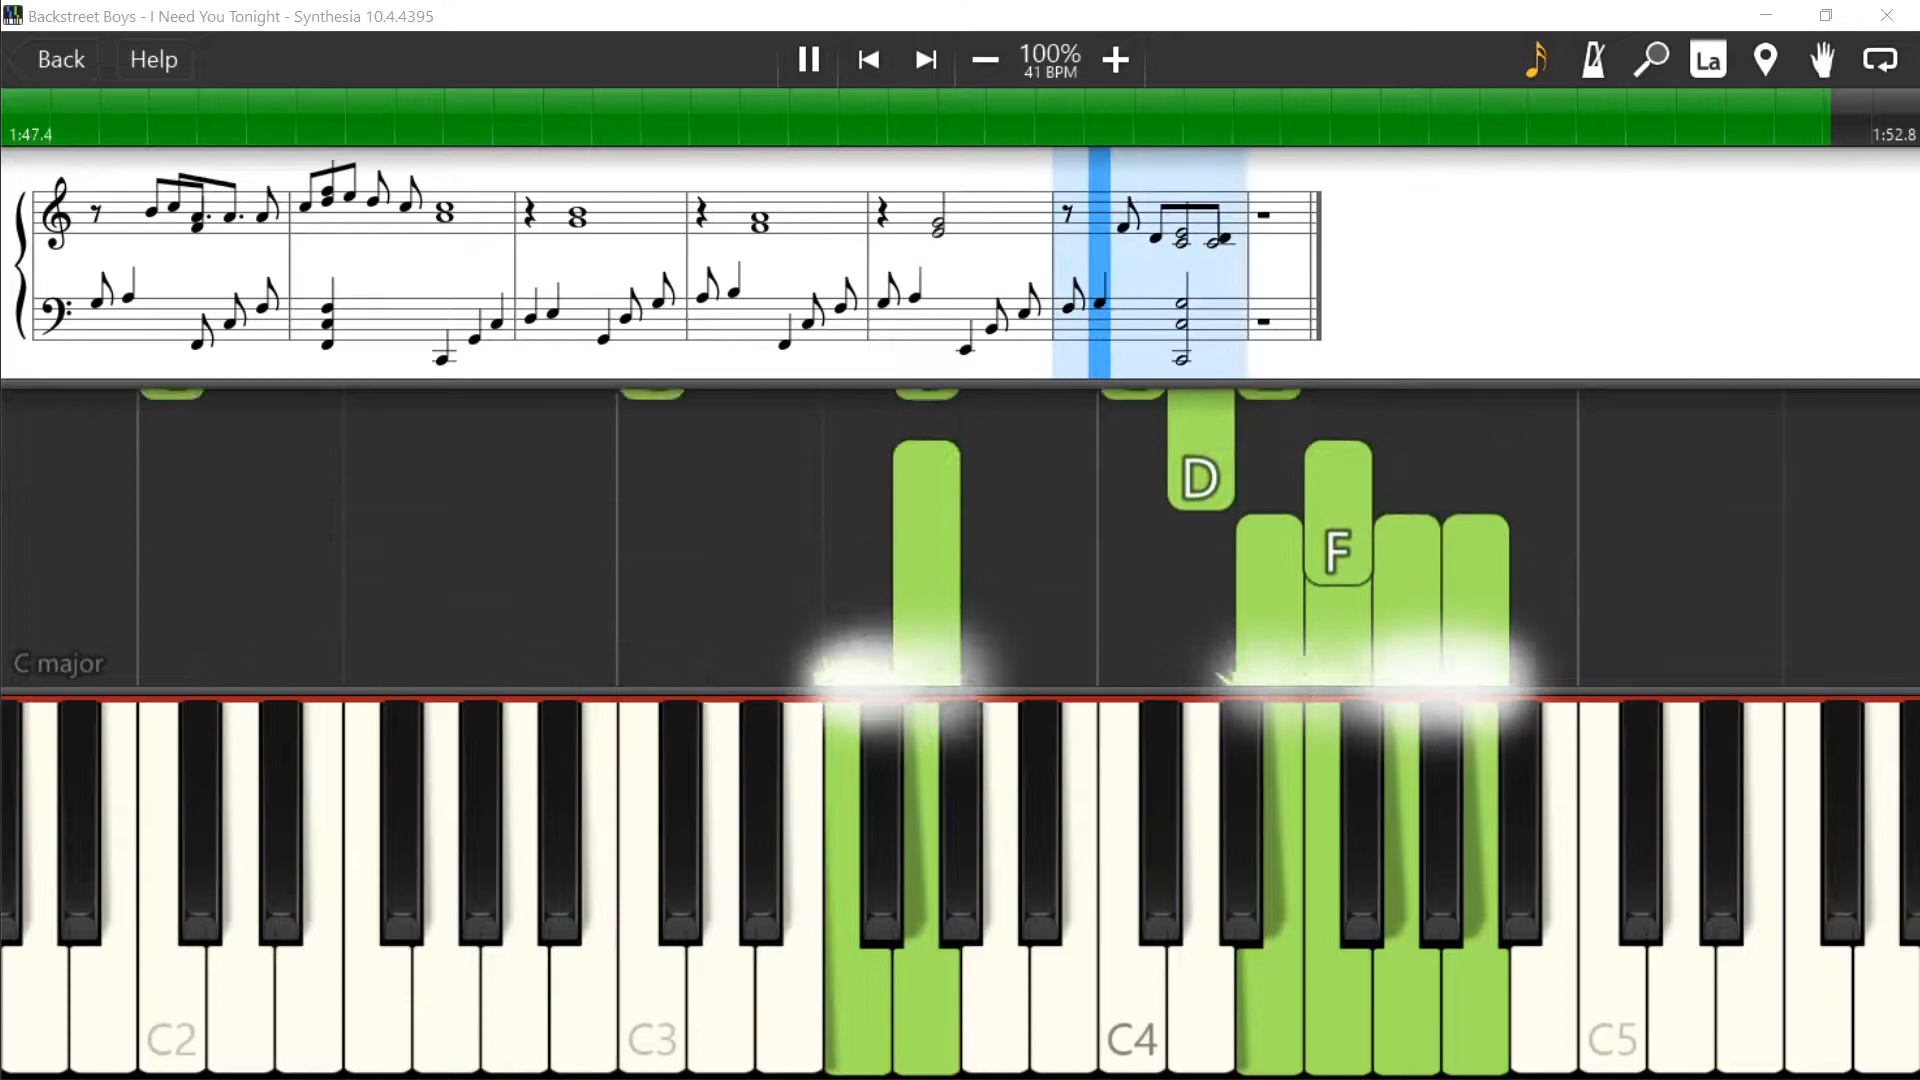 Backstreet Boys - I Need You Tonight - Synthesia 10.4.4395
Back
Help
100%
41 BPM
La
1:47.4
1:52.8
D
F
C major
C2
C3
C4
C5